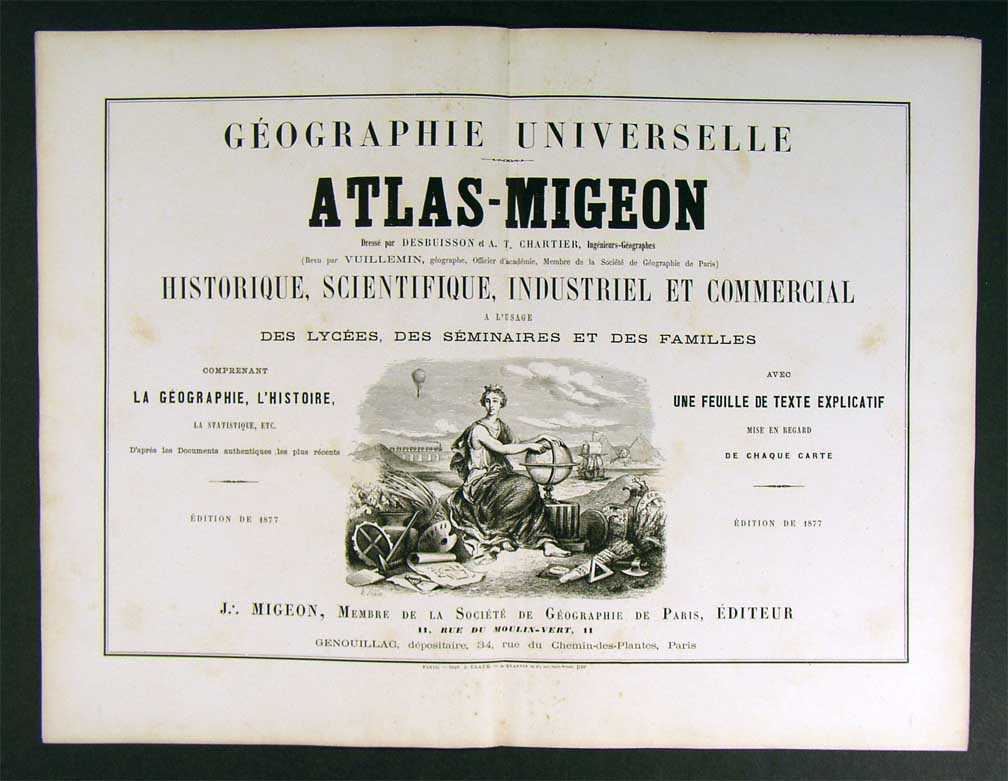 GÉOGRAPHIE UNIVERSELLE
ATLAS-MIGEON
Dressé par DESBUISSON et A. T. CHARTIER, Ingénieurs-Géographes
(Revu par VUILLEMIN, géographe, Officier d'académie, Membre de la Société de Géographie de Paris)
HISTORIQUE, SCIENTIFIQUE, INDUSTRIEL ET COMMERCIAL
A L'USAGE
DES LYCÉES, DES SÉMINAIRES ET DES FAMILLES
COMPRENANT
LA GÉOGRAPHIE, L'HISTOIRE,
LA STATISTIQUE, ETC.
D'après les Documents authentiques les plus récents
ÉDITION DE 1877
AVEC
UNE FEUILLE DE TEXTE EXPLICATIF
MISE EN REGARD
DE CHAQUE CARTE
ÉDITION DE 1877
J.·. MIGEON, MEMBRE DE LA SOCIÉTÉ DE GÉOGRAPHIE DE PARIS, ÉDITEUR
11, RUE DU MOULIN-VERT, 11
GENOUILLAC, dépositaire, 34, rue du Chemin-des-Plantes, Paris
PARIS. — Impr. J. CLAYE. —